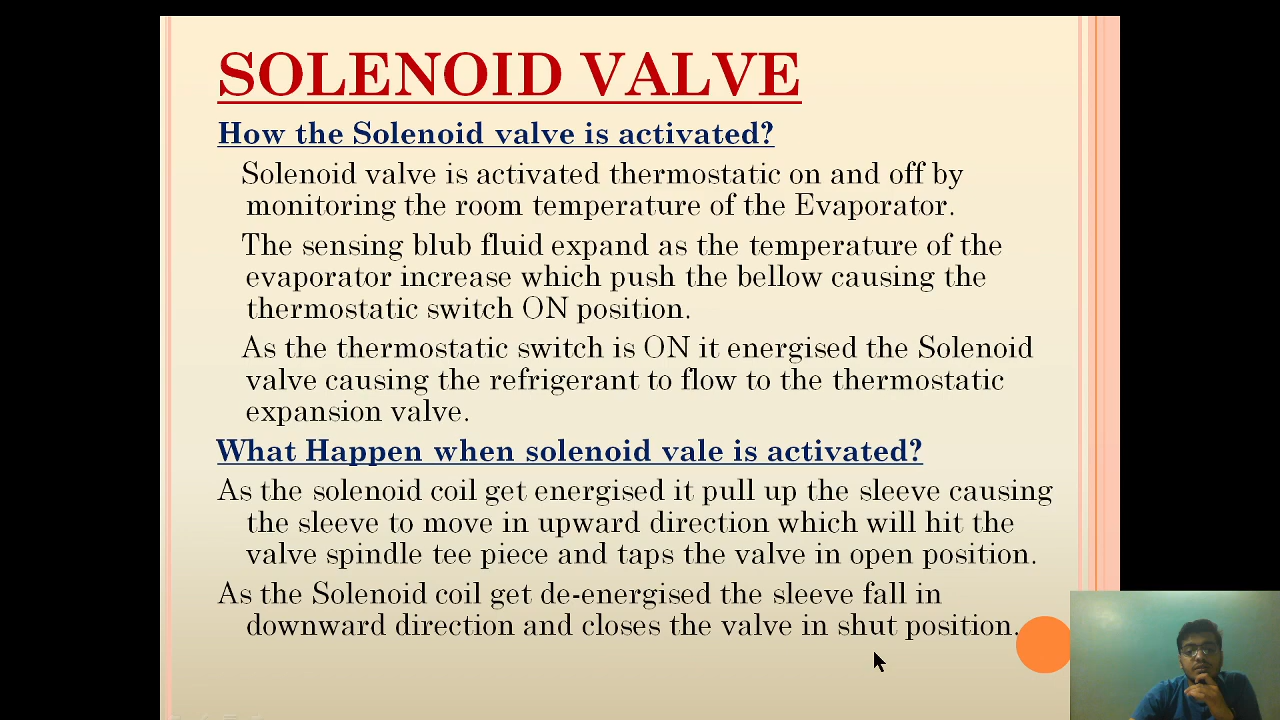 SOLENOID VALVE
How the Solenoid valve is activated?
Solenoid valve is activated thermostatic on and off by
monitoring the room temperature of the Evaporator.
The sensing blub fluid expand as the temperature of the
evaporator increase which push the bellow causing the
thermostatic switch ON position.
As the thermostatic switch is ON it energised the Solenoid
valve causing the refrigerant to flow to the thermostatic
expansion valve.
What Happen when solenoid vale is activated?
As the solenoid coil get energised it pull up the sleeve causing
the sleeve to move in upward direction which will hit the
valve spindle tee piece and taps the valve in open position.
As the Solenoid coil get de-energised the sleeve fall in
downward direction and closes the valve in shut position.